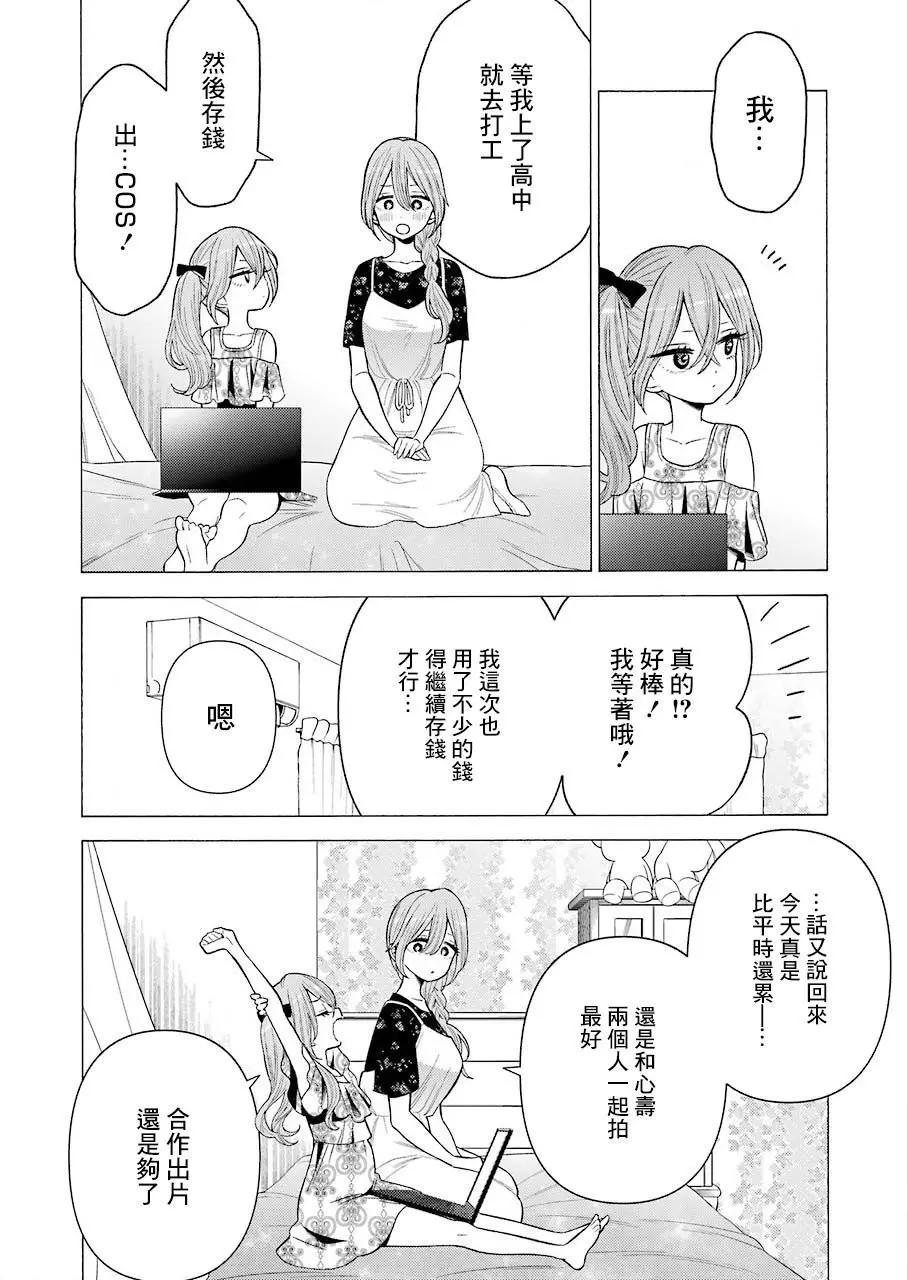 我…
等我上了高中
就去打工
然後存錢
出…COS！
真的!?
好棒！
我等著哦！
我這次也
用了不少的錢
得繼續存錢
才行…
嗯
…話又說回來
今天真是
比平時還累─…
還是和心壽
兩個人一起拍
最好
合作出片
還是夠了